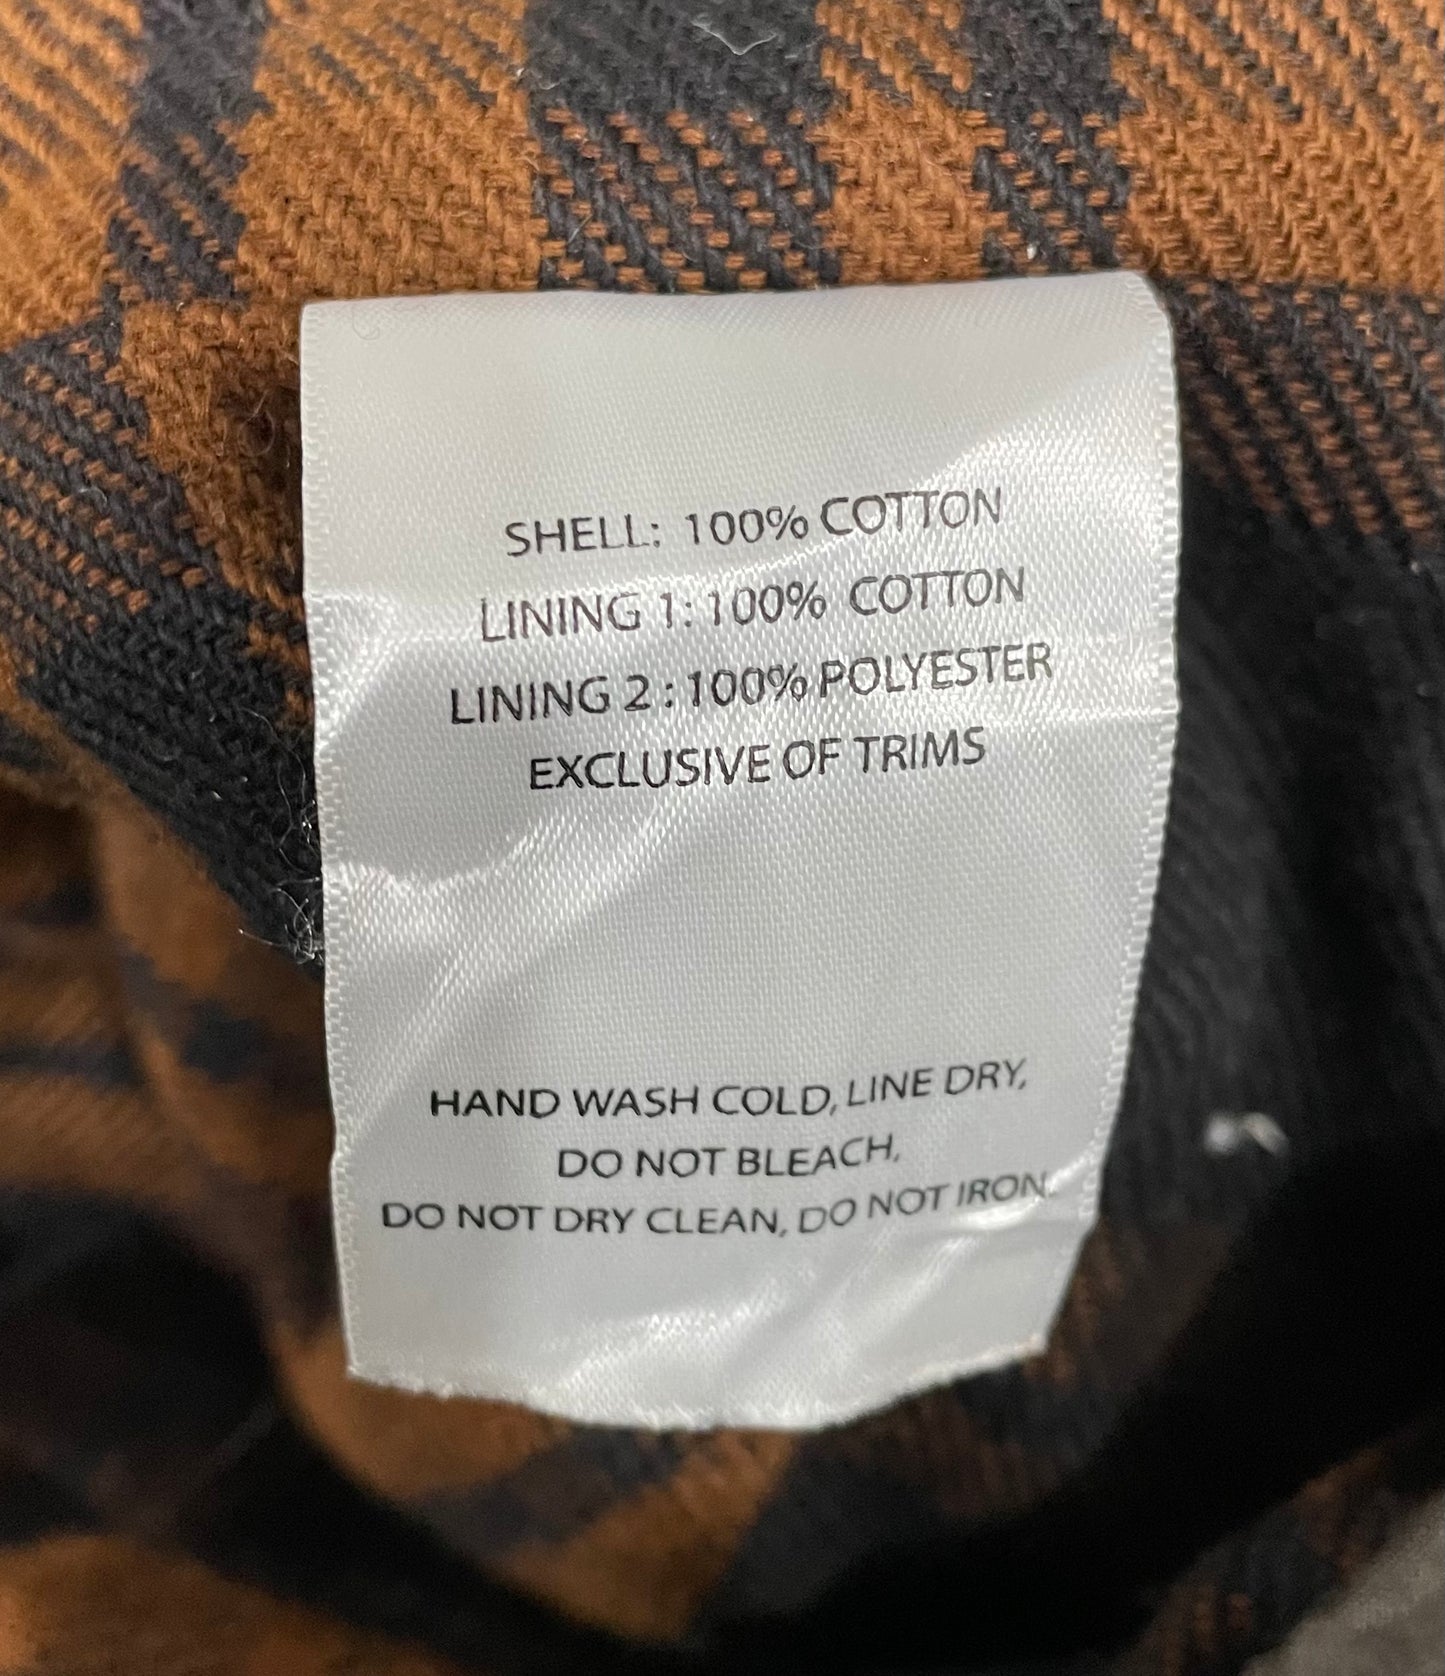 SHELL: 100% COTTON
LINING 1: 100% COTTON
LINING 2 : 100% POLYESTER
EXCLUSIVE OF TRIMS
HAND WASH COLD, LINE DRY,
DO NOT BLEACH,
DO NOT DRY CLEAN, DO NOT IRON.